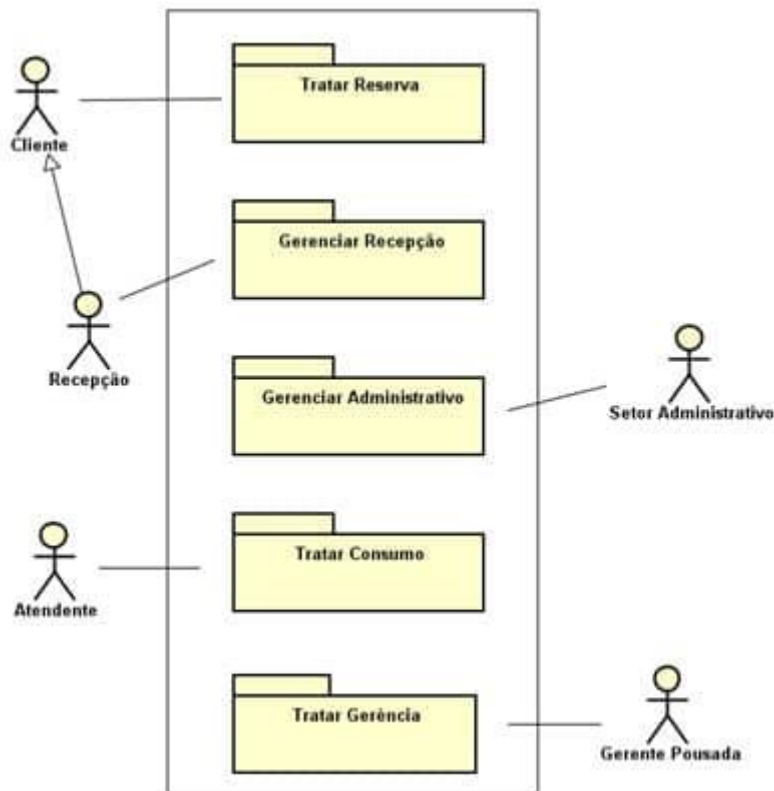 Tratar Reserva
Cliente
Gerenciar Recepção
Recepção
Gerenciar Administrativo
Setor Administrativo
Tratar Consumo
Atendente
Tratar Gerência
Gerente Pousada